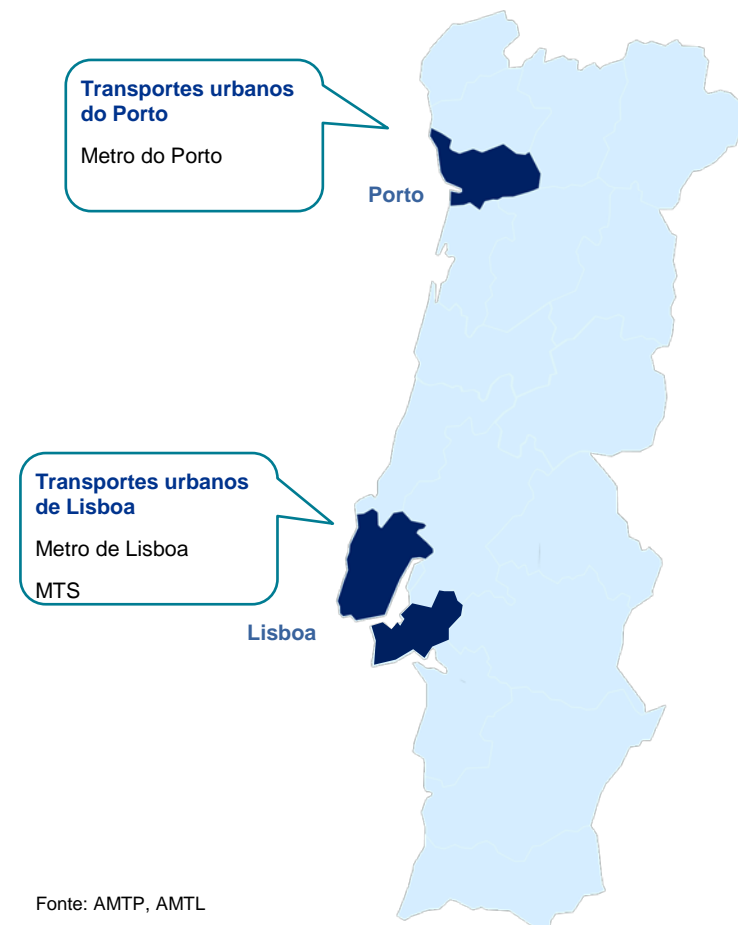 Transportes urbanos
do Porto
Metro do Porto
Porto
Transportes urbanos
de Lisboa
Metro de Lisboa
MTS
Lisboa
Fonte: AMTP, AMTL